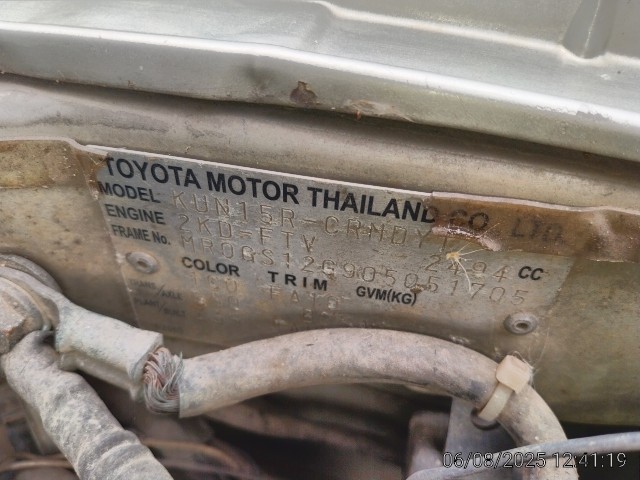 TOYOTA MOTOR THAILAND CO. LTD.
MODEL KUN15R-CRMDY
ENGINE 2KD-FTV 2494 CC
FRAME No. MR0GS12G905051705
COLOR TRIM GVM(KG)
06/08/2025 12:41:19